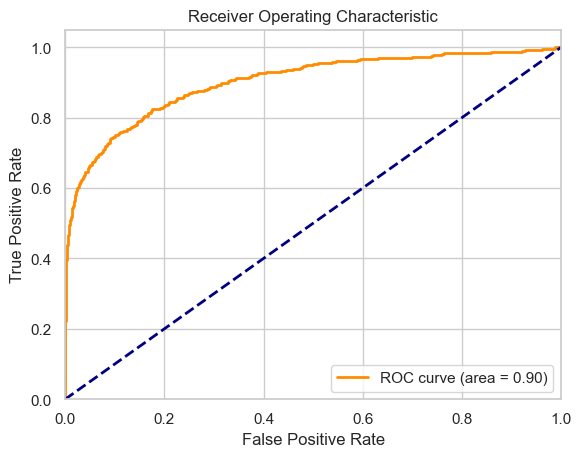 Receiver Operating Characteristic
1.0
0.8
0.6
0.4
0.2
0.0
True Positive Rate
ROC curve (area = 0.90)
0.0 0.2 0.4 0.6 0.8 1.0
False Positive Rate